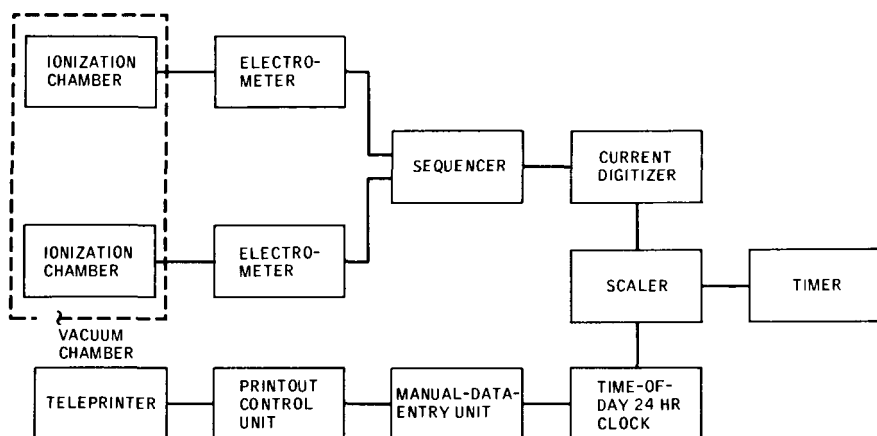 IONIZATION
CHAMBER
ELECTRO-
METER
SEQUENCER
CURRENT
DIGITIZER
IONIZATION
CHAMBER
ELECTRO-
METER
SCALER
TIMER
VACUUM
CHAMBER
TELEPRINTER
PRINTOUT
CONTROL
UNIT
MANUAL-DATA-
ENTRY UNIT
TIME-OF-
DAY 24 HR
CLOCK